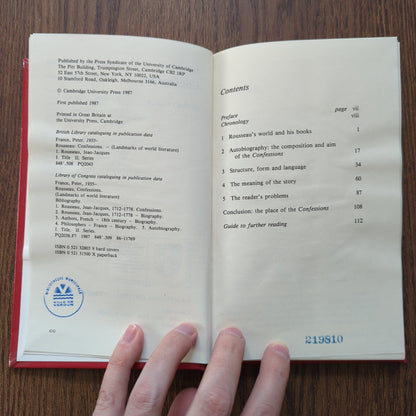 Published by the Press Syndicate of the University of Cambridge
The Pitt Building, Trumpington Street, Cambridge CB2 1RP
32 East 57th Street, New York, NY 10022, USA
10 Stamford Road, Oakleigh, Melbourne 3166, Australia
© Cambridge University Press 1987
First published 1987
Printed in Great Britain at
the University Press, Cambridge
British Library cataloguing in publication data
France, Peter, 1935–
Rousseau: Confessions. – (Landmarks of world literature)
1. Rousseau, Jean-Jacques
I. Title II. Series
848'.508 PQ2043
Library of Congress cataloguing in publication data
France, Peter, 1935–
Rousseau, Confessions.
(Landmarks of world literature)
Bibliography
1. Rousseau, Jean-Jacques, 1712–1778. Confessions.
2. Rousseau, Jean-Jacques, 1712–1778 – Biography.
3. Authors, French – 18th century – Biography.
4. Philosophers – France – Biography. 5. Autobiography.
I. Title. II. Series.
PQ2036.F7 1987 848'.509 86–11769
ISBN 0 521 32805 8 hard covers
ISBN 0 521 31500 X paperback
VILLE DE
VERDUN
GG
Contents
Preface page vii
Chronology viii
1 Rousseau's world and his books 1
2 Autobiography: the composition and
aim of the Confessions 17
3 Structure, form and language 34
4 The meaning of the story 60
5 The reader's problems 87
Conclusion: the place of the Confessions 108
Guide to further reading 112
219810